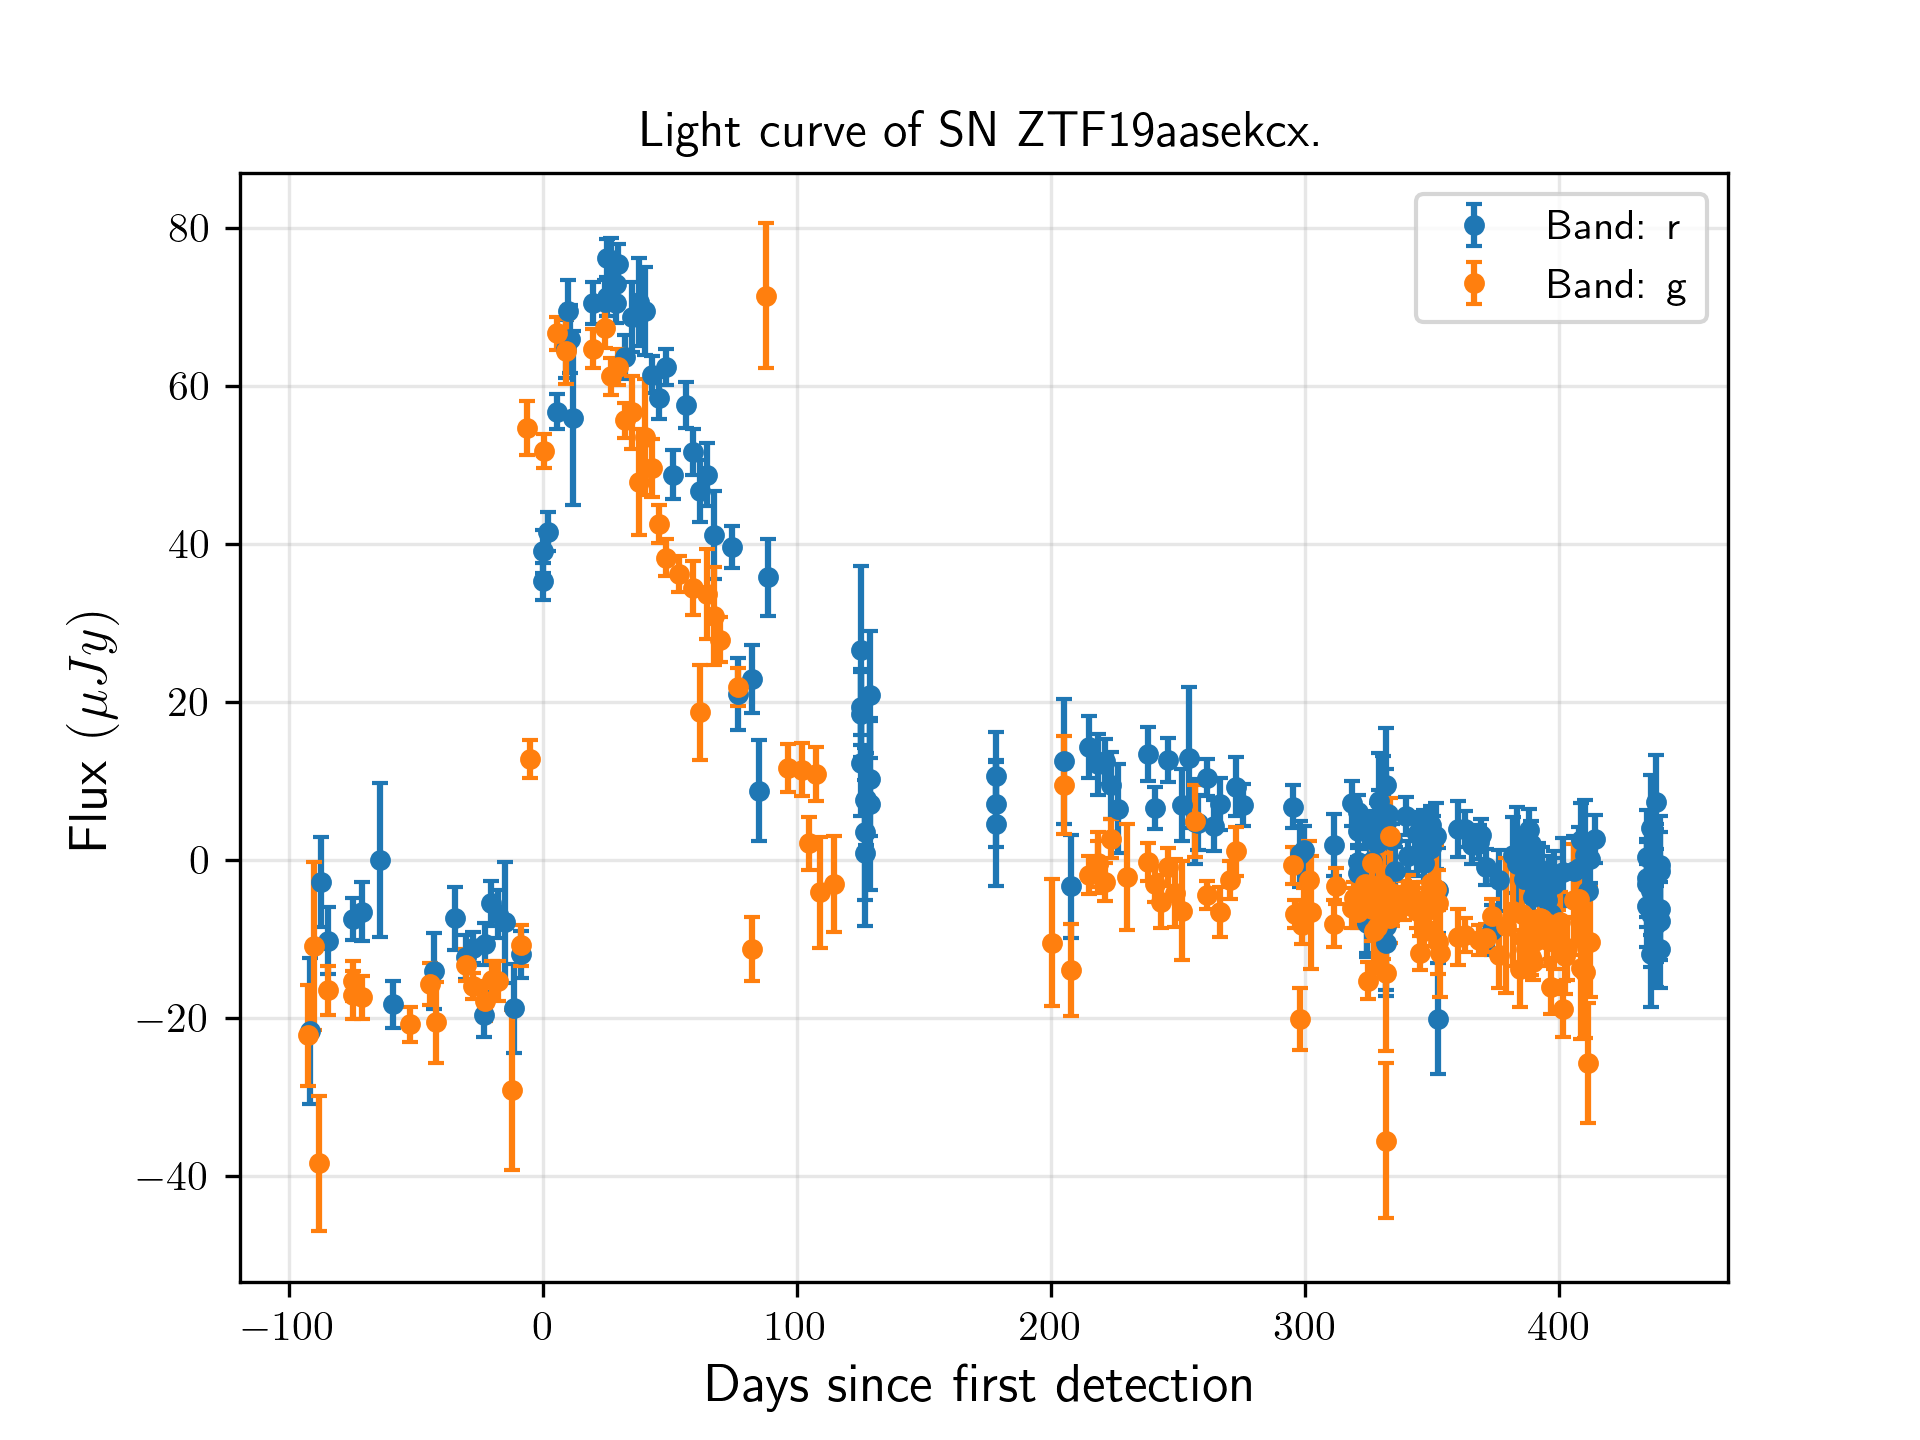 Light curve of SN ZTF19aasekcx.
Band: r
Band: g
Flux (μJy)
80
60
40
20
0
−20
−40
−100
0
100
200
300
400
Days since first detection